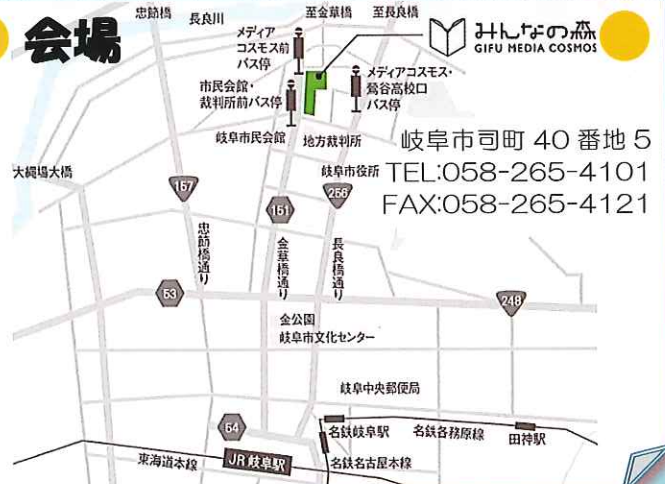 会場
忠節橋
長良川
至金華橋
至長良橋
メディア
コスモス前
バス停
みんなの森
GIFU MEDIA COSMOS
市民会館・
裁判所前バス停
メディアコスモス・
鶯谷高校口
バス停
岐阜市民会館
地方裁判所
岐阜市司町 40 番地 5
TEL:058-265-4101
FAX:058-265-4121
大縄場大橋
岐阜市役所
157
151
256
忠節橋通り
金華橋通り
長良橋通り
53
248
金公園
岐阜市文化センター
岐阜中央郵便局
54
名鉄岐阜駅
名鉄各務原線
田神駅
東海道本線
JR 岐阜駅
名鉄名古屋本線